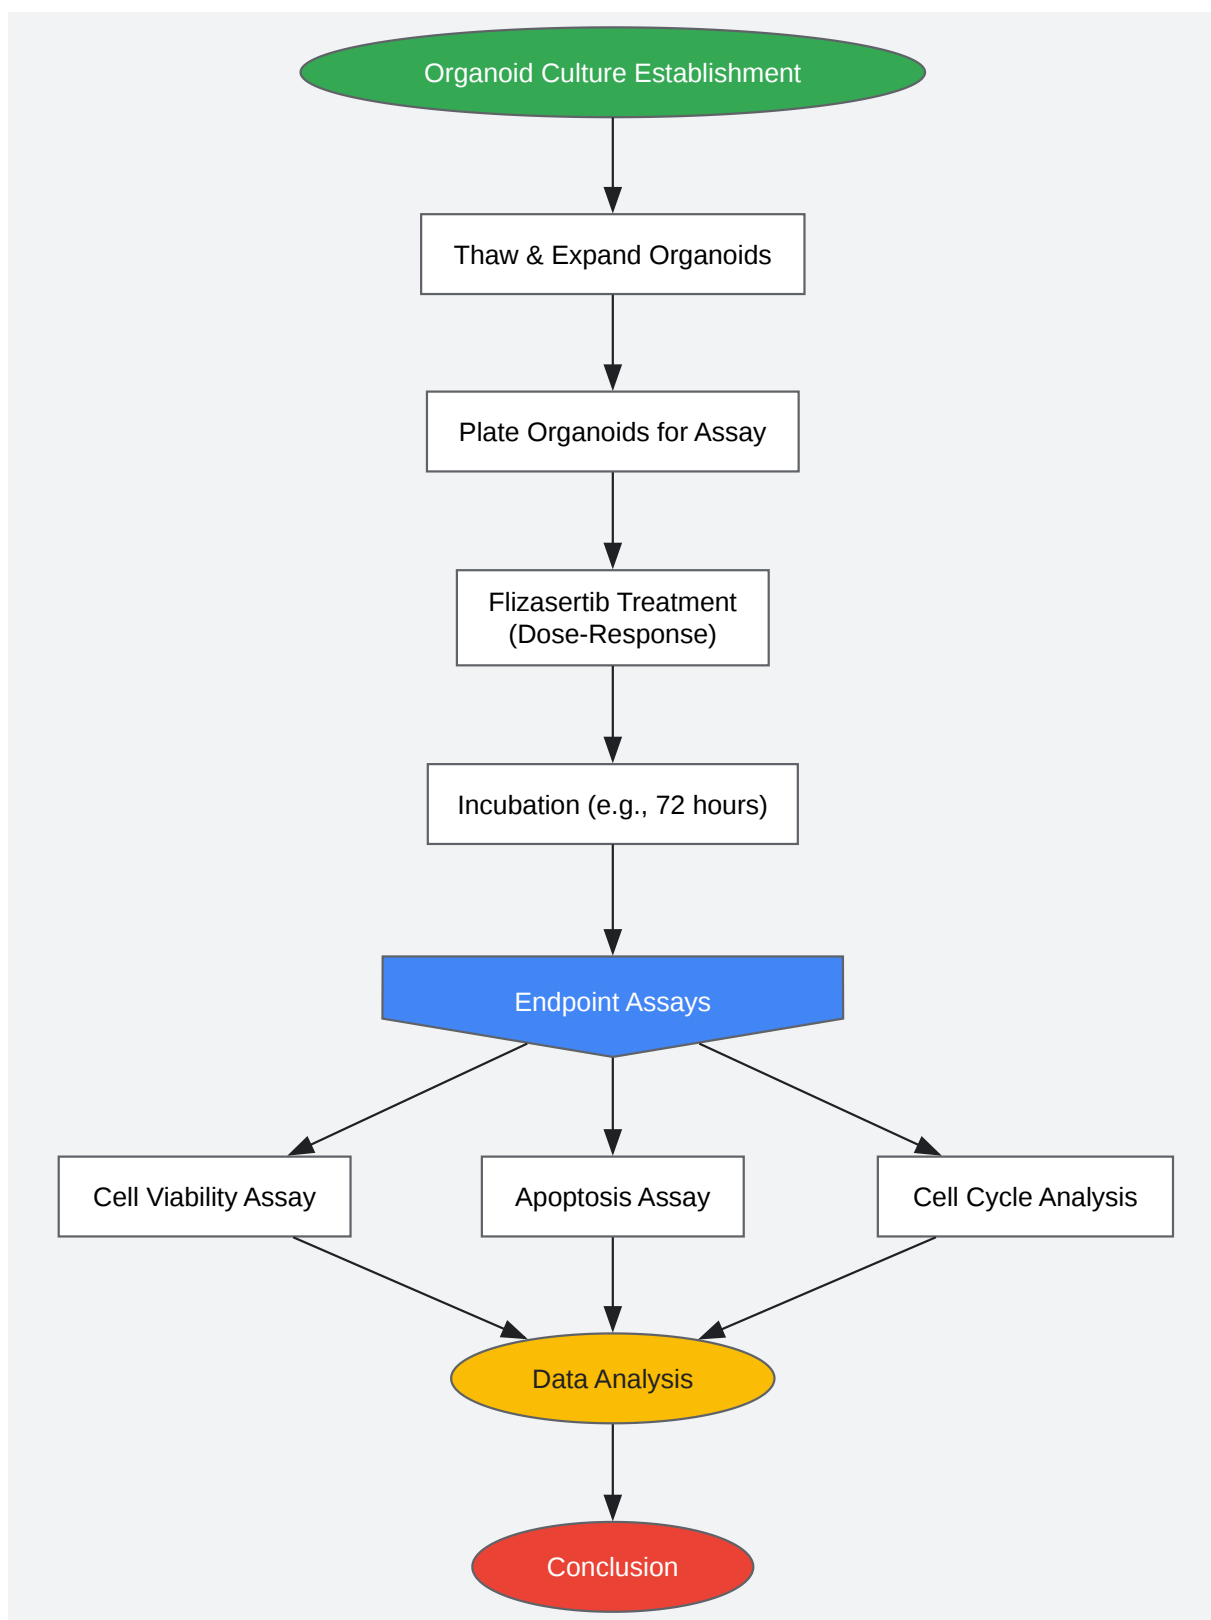 Organoid Culture Establishment
Thaw & Expand Organoids
Plate Organoids for Assay
Flizasertib Treatment
(Dose-Response)
Incubation (e.g., 72 hours)
Endpoint Assays
Cell Viability Assay
Apoptosis Assay
Cell Cycle Analysis
Data Analysis
Conclusion